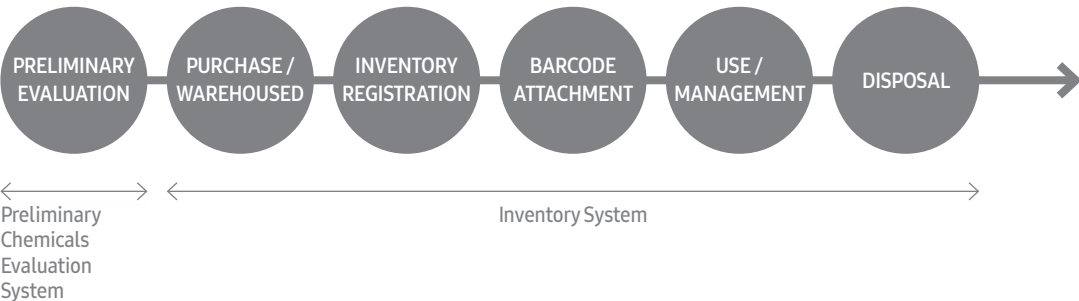 PRELIMINARY
EVALUATION
PURCHASE /
WAREHOUSED
INVENTORY
REGISTRATION
BARCODE
ATTACHMENT
USE /
MANAGEMENT
DISPOSAL
Preliminary
Chemicals
Evaluation
System
Inventory System